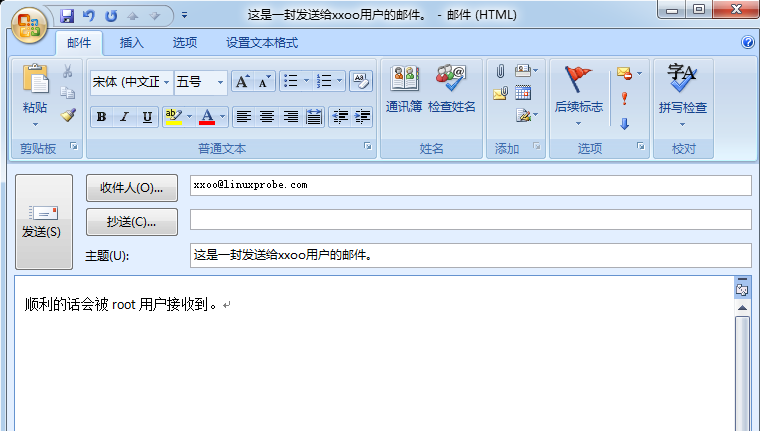 这是一封发送给xxoo用户的邮件。 - 邮件 (HTML)
邮件 插入 选项 设置文本格式
粘贴
剪贴板
宋体 (中文正 五号
B I U ab A
普通文本
通讯簿 检查姓名
姓名
添加
后续标志
选项
字A
拼写检查
校对
发送(S)
收件人(O)... xxoo@linuxprobe.com
抄送(C)...
主题(U): 这是一封发送给xxoo用户的邮件。
顺利的话会被 root 用户接收到。